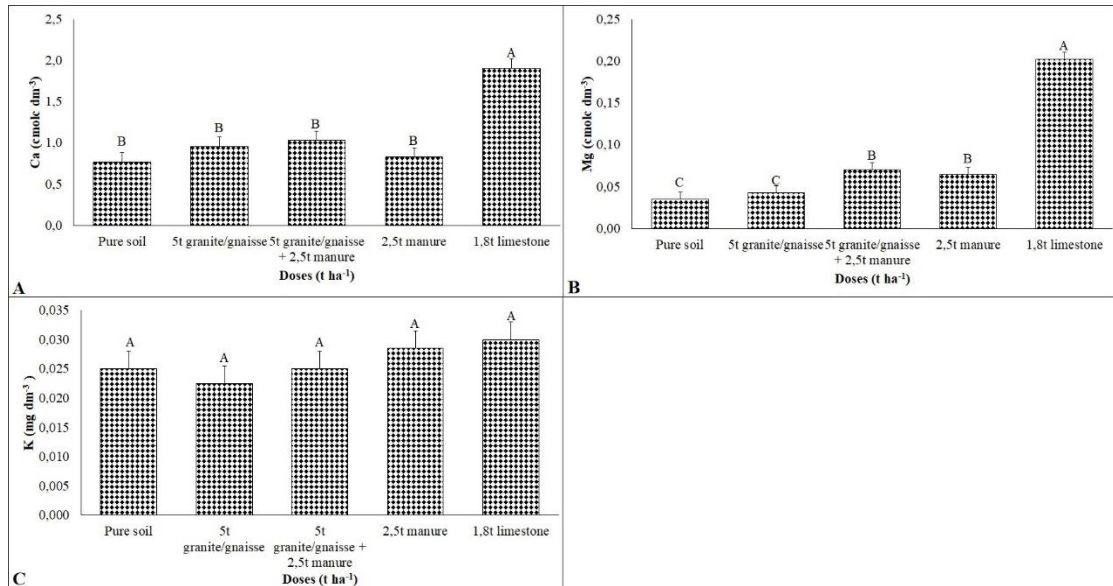 2,5
2,0
1,5
1,0
0,5
0,0
Ca (cmolc dm-3)
B
B
B
B
A
Pure soil
5t granite/gnaisse
5t granite/gnaisse
+ 2,5t manure
2,5t manure
1,8t limestone
Doses (t ha-1)
A
0,25
0,20
0,15
0,10
0,05
0,00
Mg (cmolc dm-3)
C
C
B
B
A
Pure soil
5t granite/gnaisse
5t granite/gnaisse
+ 2,5t manure
2,5t manure
1,8t limestone
Doses (t ha-1)
B
0,035
0,030
0,025
0,020
0,015
0,010
0,005
0,000
K (mg dm-3 )
A
A
A
A
A
Pure soil
5t
granite/gnaisse
5t
granite/gnaisse +
2,5t manure
2,5t manure
1,8t limestone
Doses (t ha-1)
C